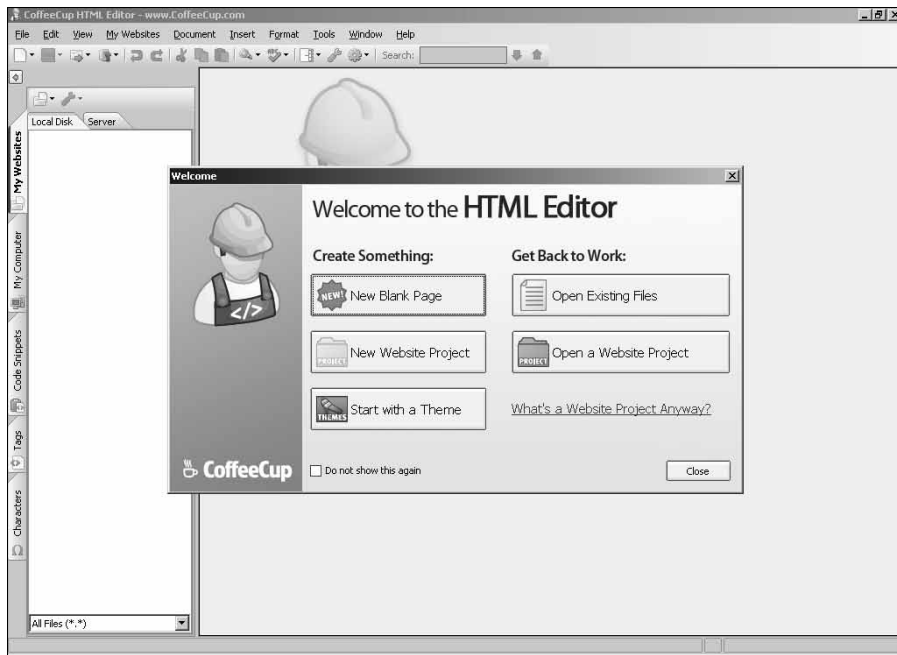 CoffeeCup HTML Editor - www.CoffeeCup.com
File Edit View My Websites Document Insert Format Tools Window Help
Search:
Local Disk Server
My Websites
My Computer
Code Snippets
Tags
Characters
Welcome
Welcome to the HTML Editor
Create Something:
Get Back to Work:
NEW! New Blank Page
Open Existing Files
PROJECT New Website Project
PROJECT Open a Website Project
THEMES Start with a Theme
What's a Website Project Anyway?
</>
CoffeeCup
Do not show this again
Close
All Files (*.*)